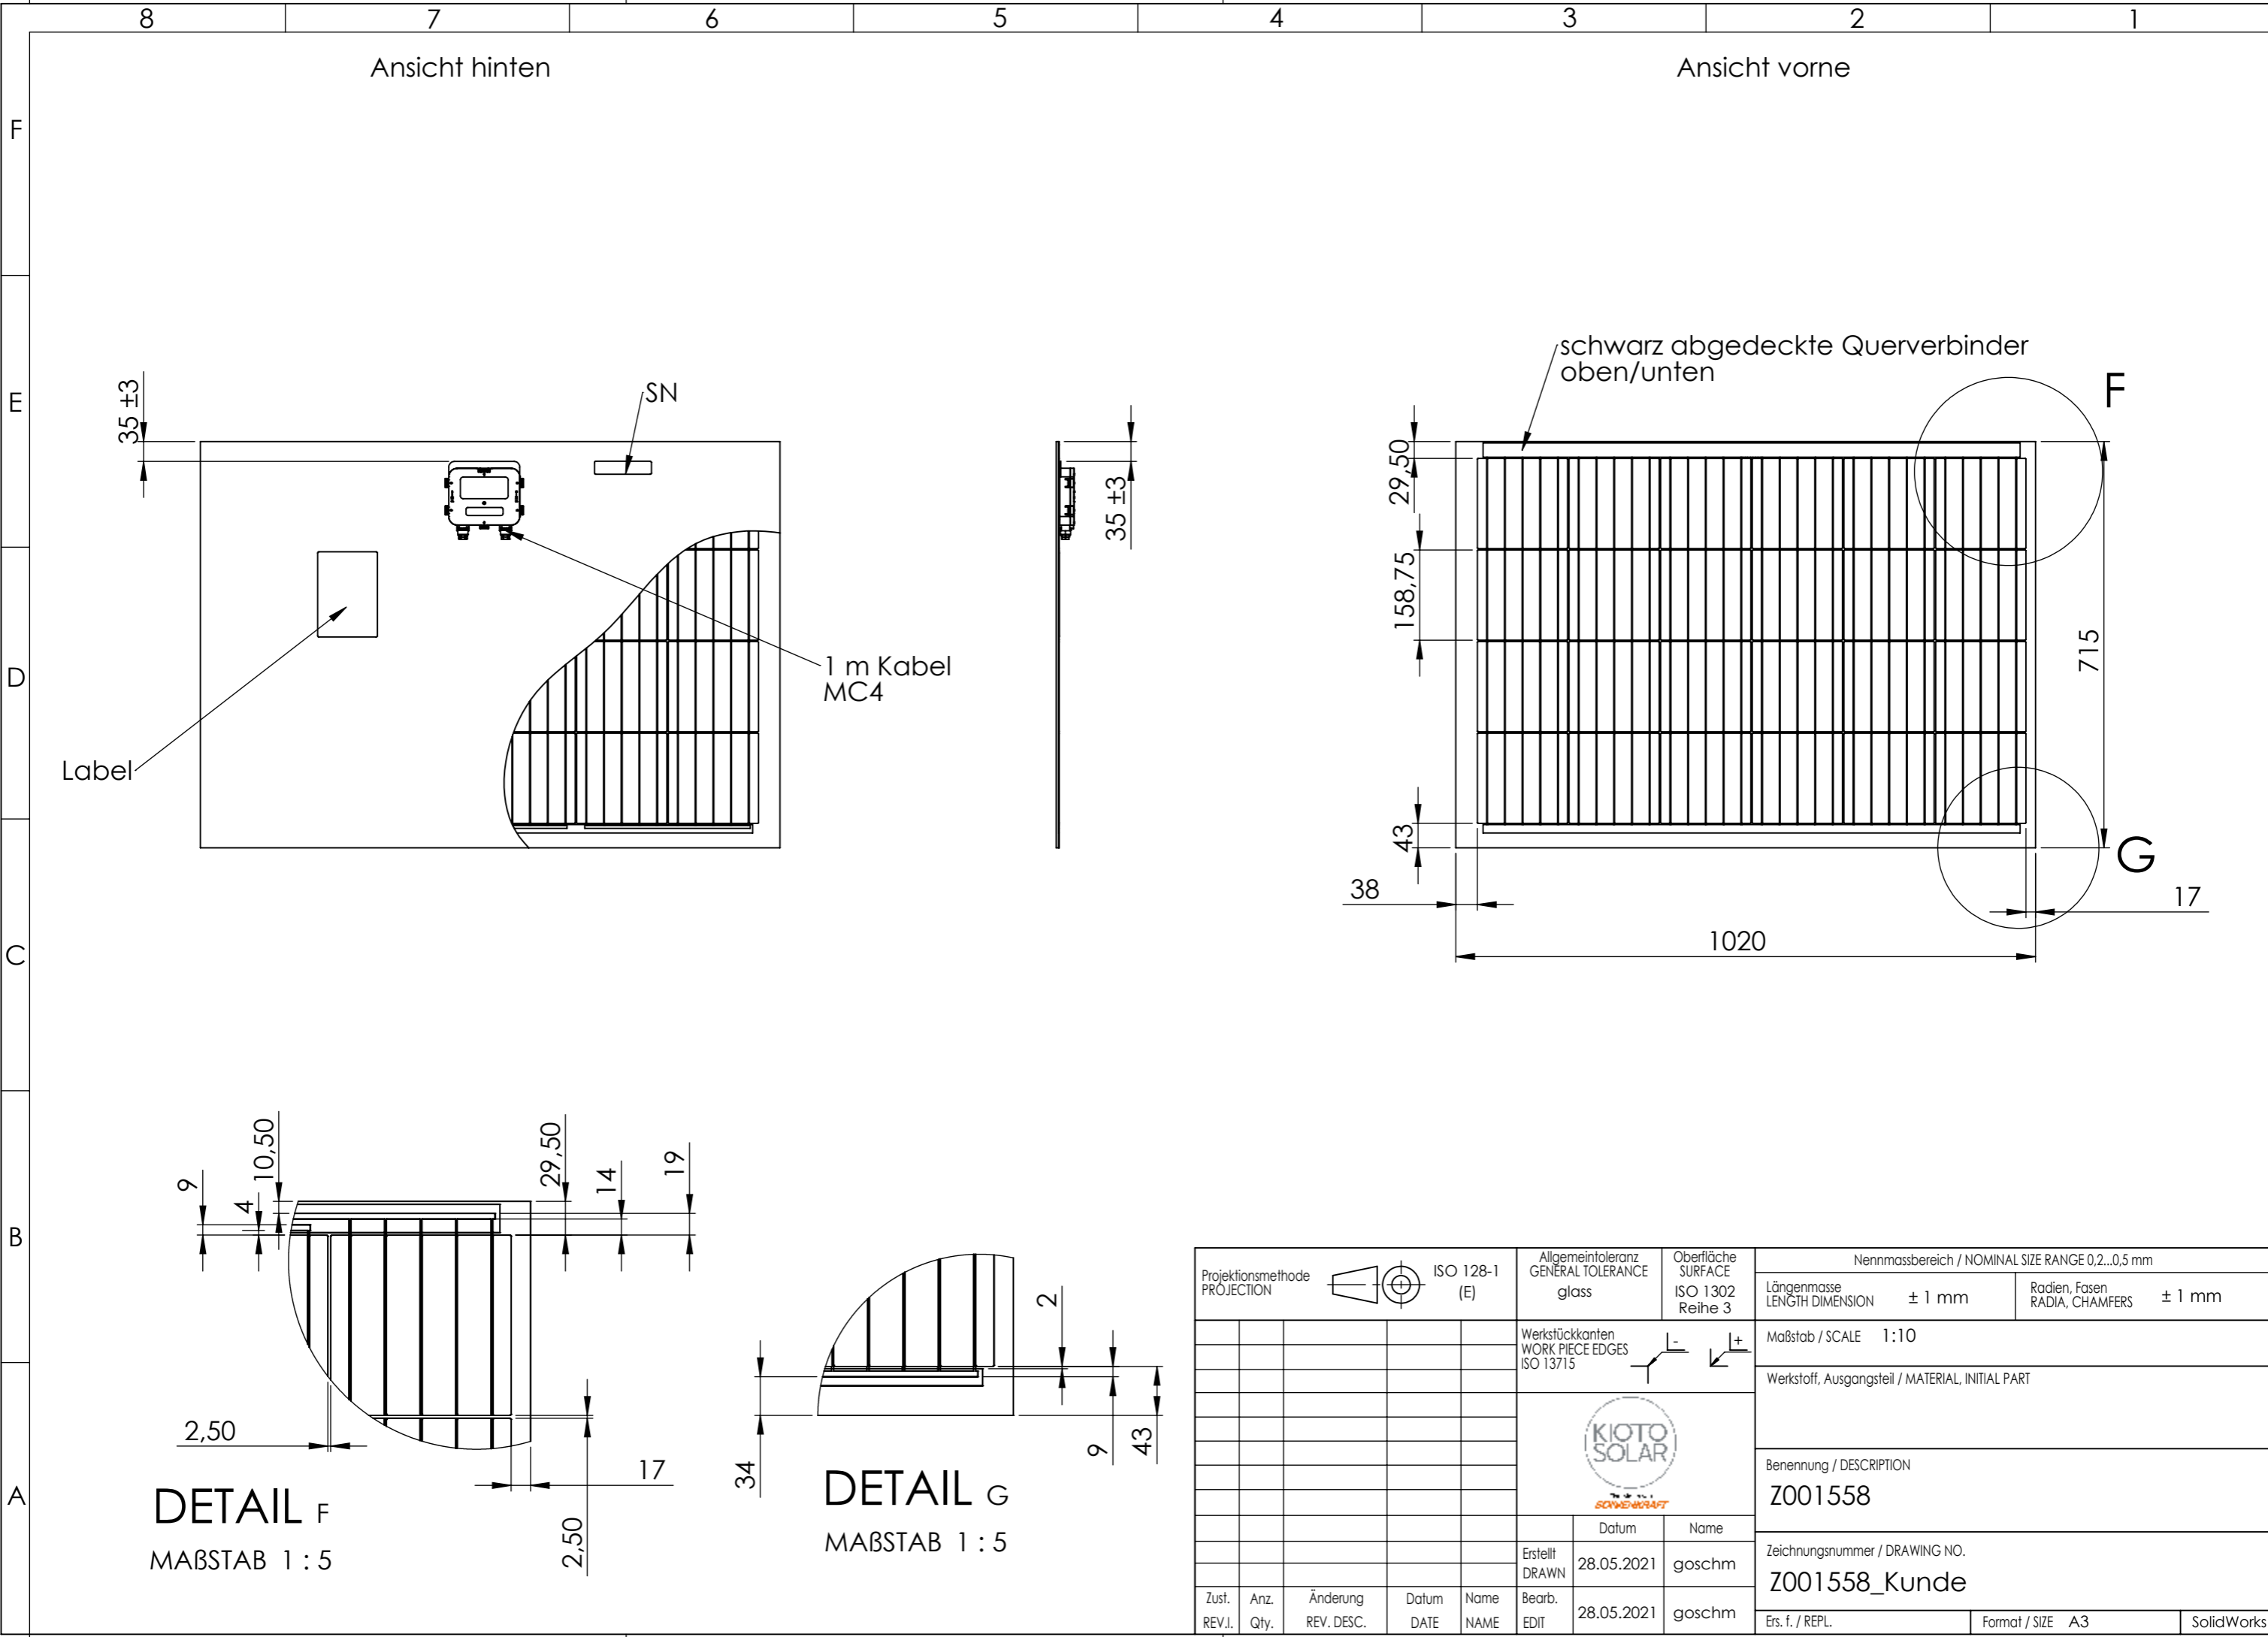 8 7 6 5 4 3 2 1
Ansicht hinten
Ansicht vorne
F
E
D
C
B
A
35 ±3
SN
1 m Kabel
MC4
Label
35 ±3
schwarz abgedeckte Querverbinder
oben/unten
F
29,50
158,75
43
715
G
38
17
1020
9
4
10,50
29,50
14
19
2,50
17
2,50
DETAIL F
MAßSTAB 1 : 5
2
34
9
43
DETAIL G
MAßSTAB 1 : 5
Projektionsmethode
PROJECTION
ISO 128-1
(E)
Allgemeintoleranz
GENERAL TOLERANCE
glass
Oberfläche
SURFACE
ISO 1302
Reihe 3
Nennmassbereich / NOMINAL SIZE RANGE 0,2...0,5 mm
Längenmasse
LENGTH DIMENSION
± 1 mm
Radien, Fasen
RADIA, CHAMFERS
± 1 mm
Werkstückkanten
WORK PIECE EDGES
ISO 13715
-
+
Maßstab / SCALE 1:10
Werkstoff, Ausgangsteil / MATERIAL, INITIAL PART
KIOTO
SOLAR
SONNENKRAFT
Benennung / DESCRIPTION
Z001558
Datum Name
Erstellt
DRAWN
28.05.2021 goschm
Zeichnungsnummer / DRAWING NO.
Z001558_Kunde
Zust. Anz. Änderung Datum Name
REV.I. Qty. REV. DESC. DATE NAME
Bearb.
EDIT
28.05.2021 goschm
Ers. f. / REPL.
Format / SIZE A3
SolidWorks